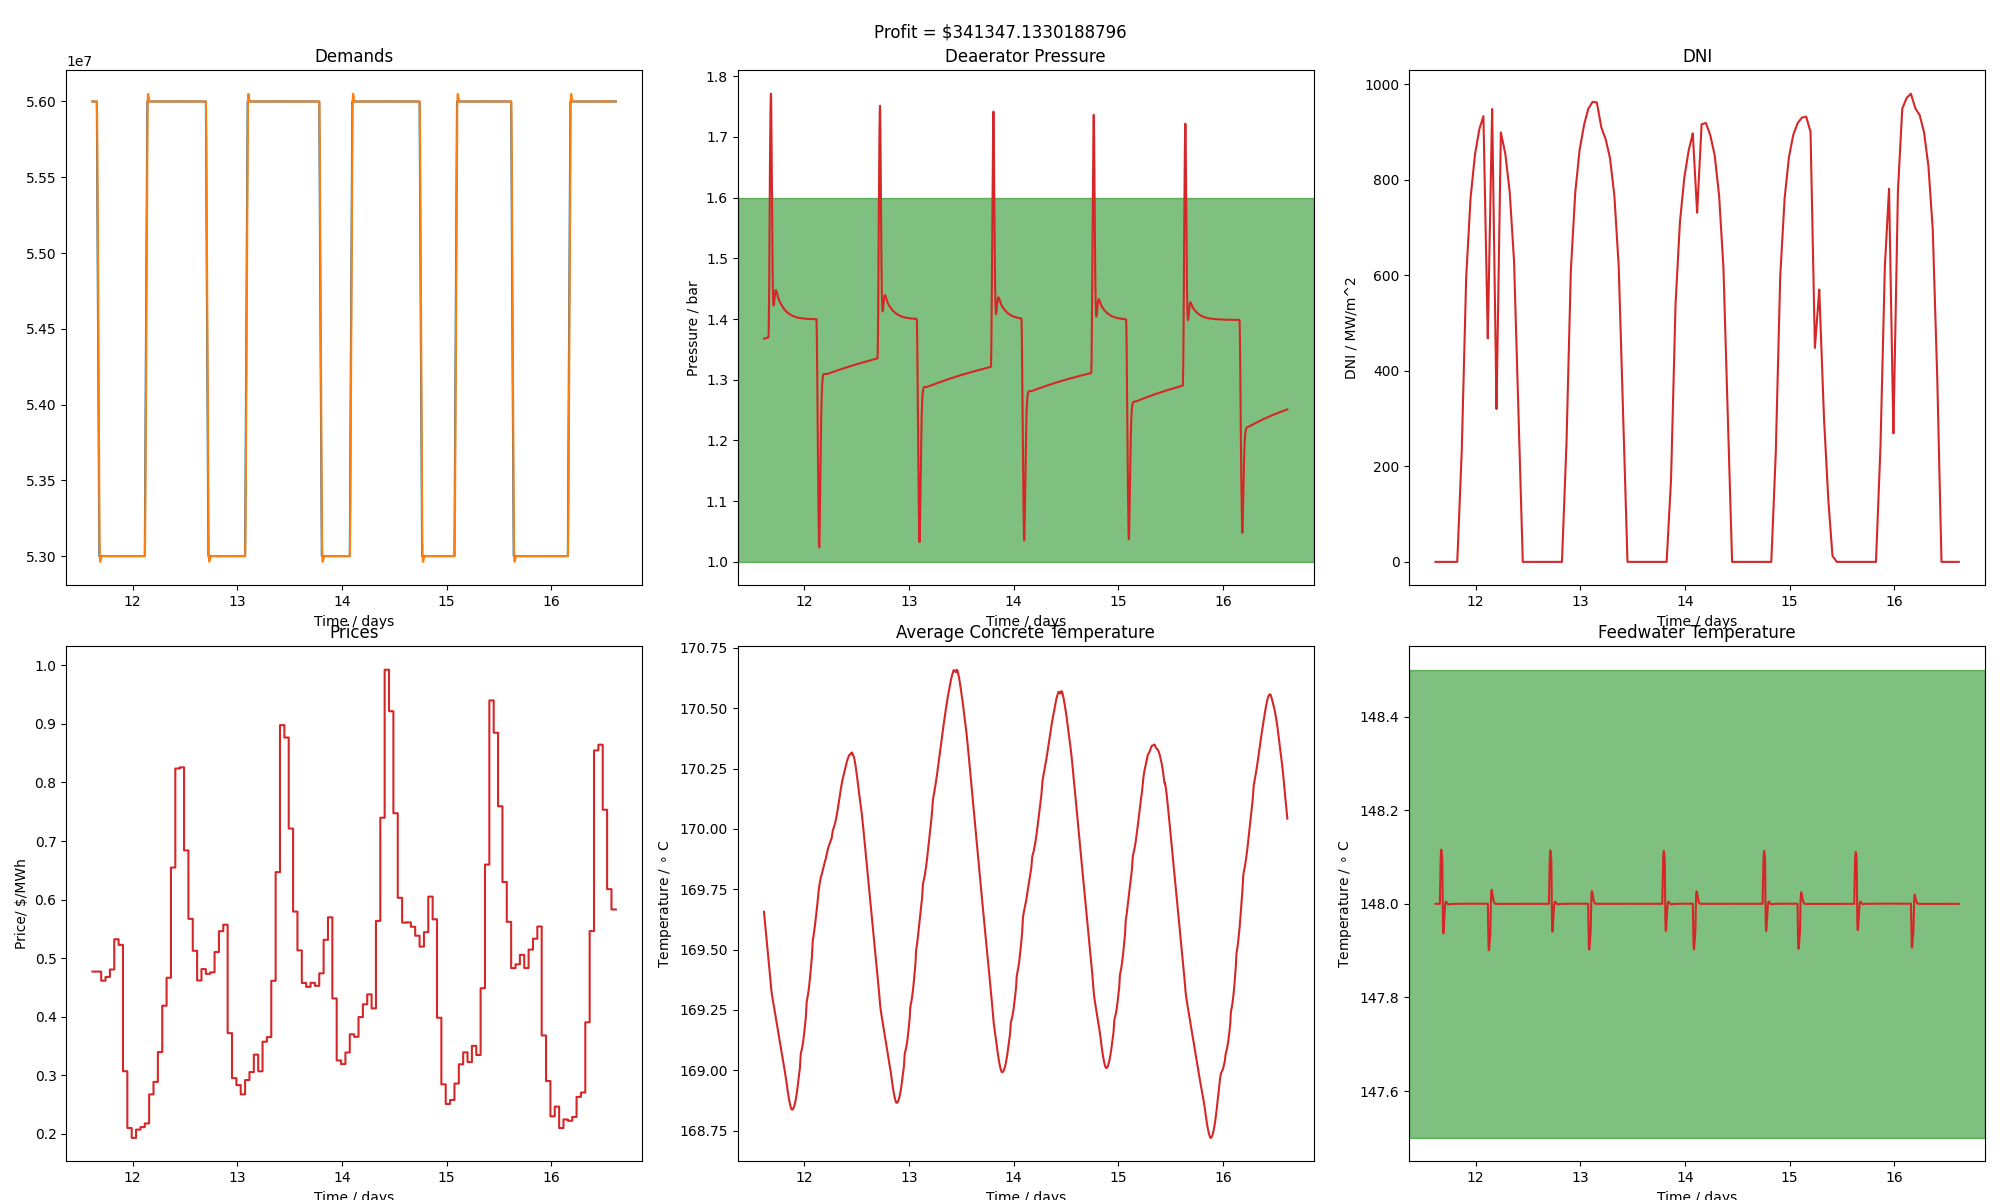 Profit = $341347.1330188796
Demands
1e7
5.60
5.55
5.50
5.45
5.40
5.35
5.30
12 13 14 15 16
Time / days
Deaerator Pressure
Pressure / bar
1.8
1.7
1.6
1.5
1.4
1.3
1.2
1.1
1.0
12 13 14 15 16
Time / days
DNI
DNI / MW/m^2
1000
800
600
400
200
0
12 13 14 15 16
Time / days
Prices
Price/ $/MWh
1.0
0.9
0.8
0.7
0.6
0.5
0.4
0.3
0.2
12 13 14 15 16
Time / days
Average Concrete Temperature
Temperature / ∘ C
170.75
170.50
170.25
170.00
169.75
169.50
169.25
169.00
168.75
12 13 14 15 16
Time / days
Feedwater Temperature
Temperature / ∘ C
148.4
148.2
148.0
147.8
147.6
12 13 14 15 16
Time / days